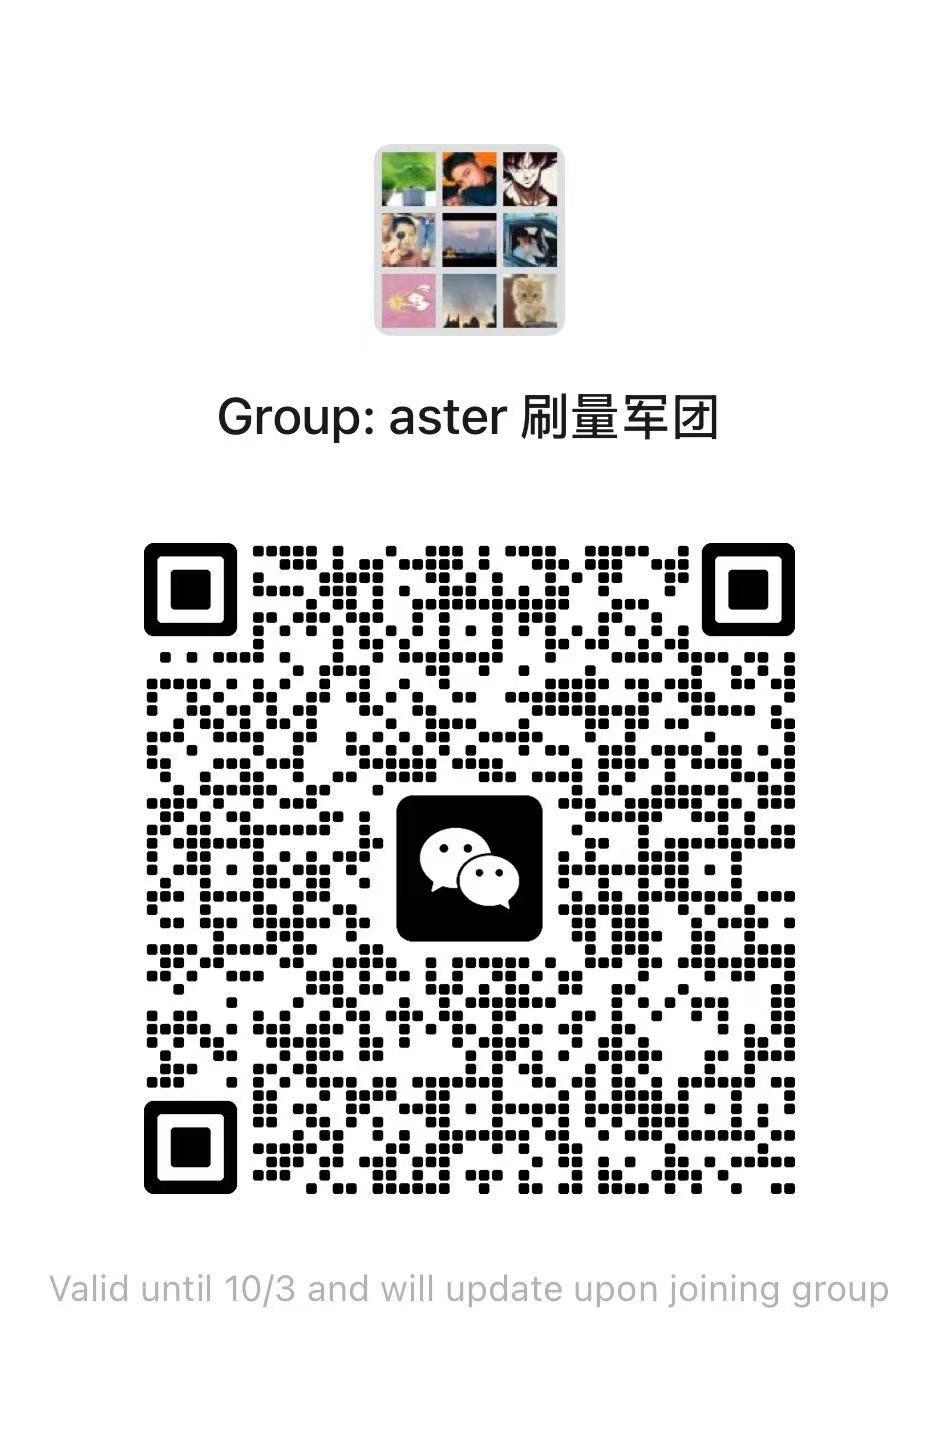 Group: aster 刷量军团
Valid until 10/3 and will update upon joining group